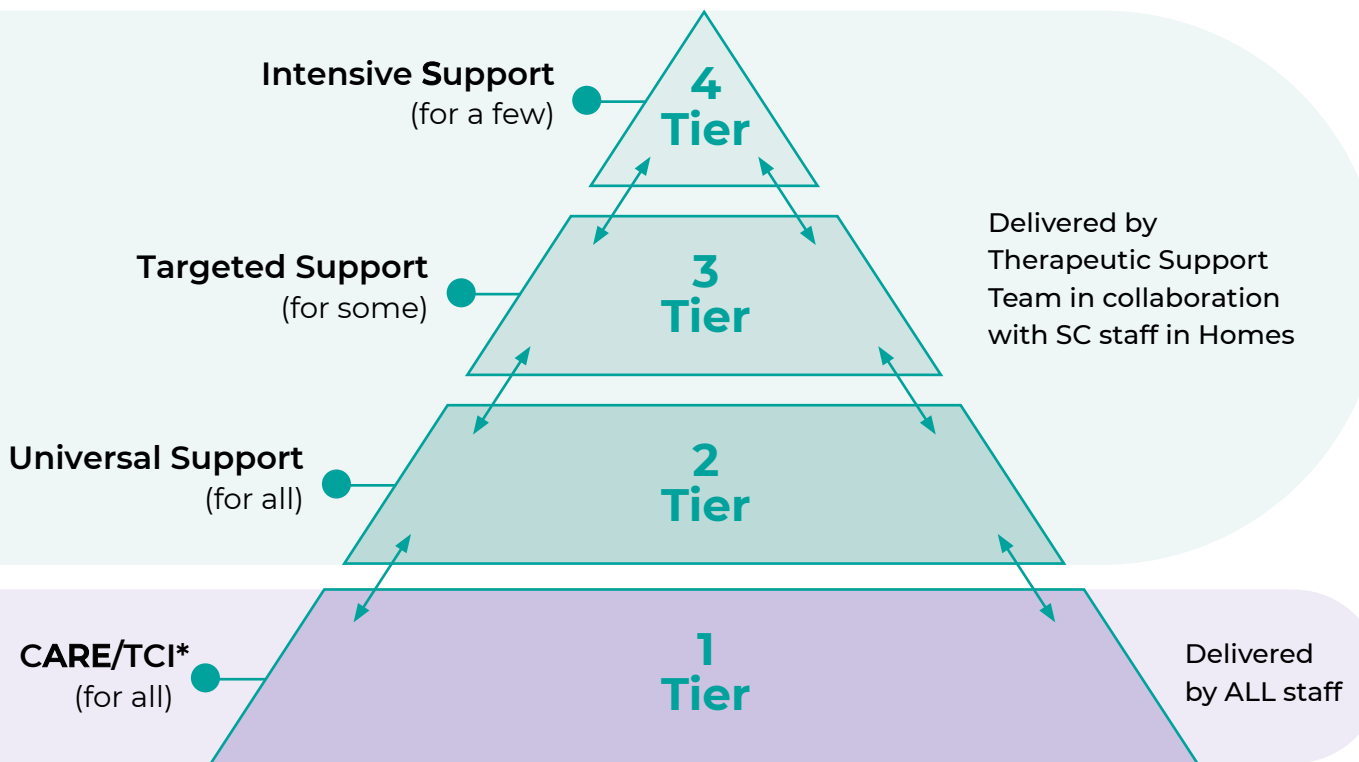 Intensive Support
(for a few)
4
Tier
Targeted Support
(for some)
3
Tier
Delivered by
Therapeutic Support
Team in collaboration
with SC staff in Homes
Universal Support
(for all)
2
Tier
CARE/TCI*
(for all)
1
Tier
Delivered
by ALL staff